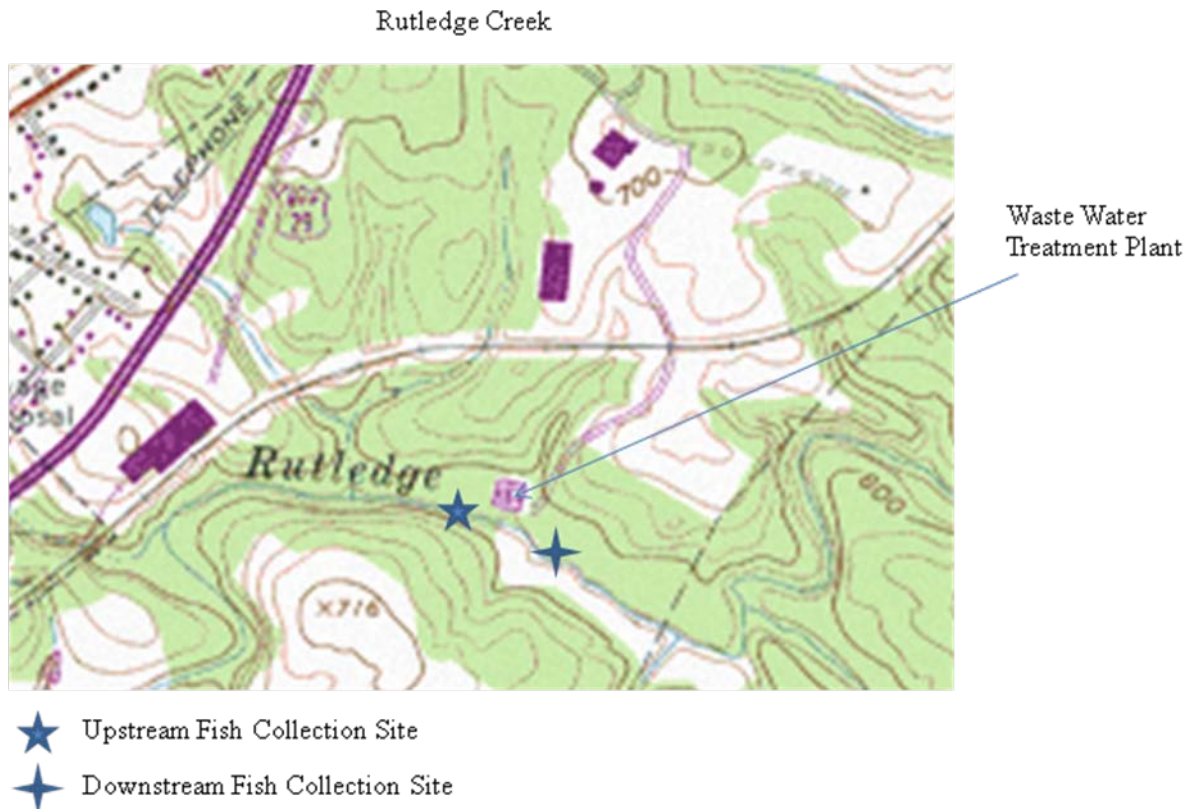 Rutledge Creek
TELEPHONE
29
700
Waste Water
Treatment Plant
Rutledge
600
X716
Upstream Fish Collection Site
Downstream Fish Collection Site